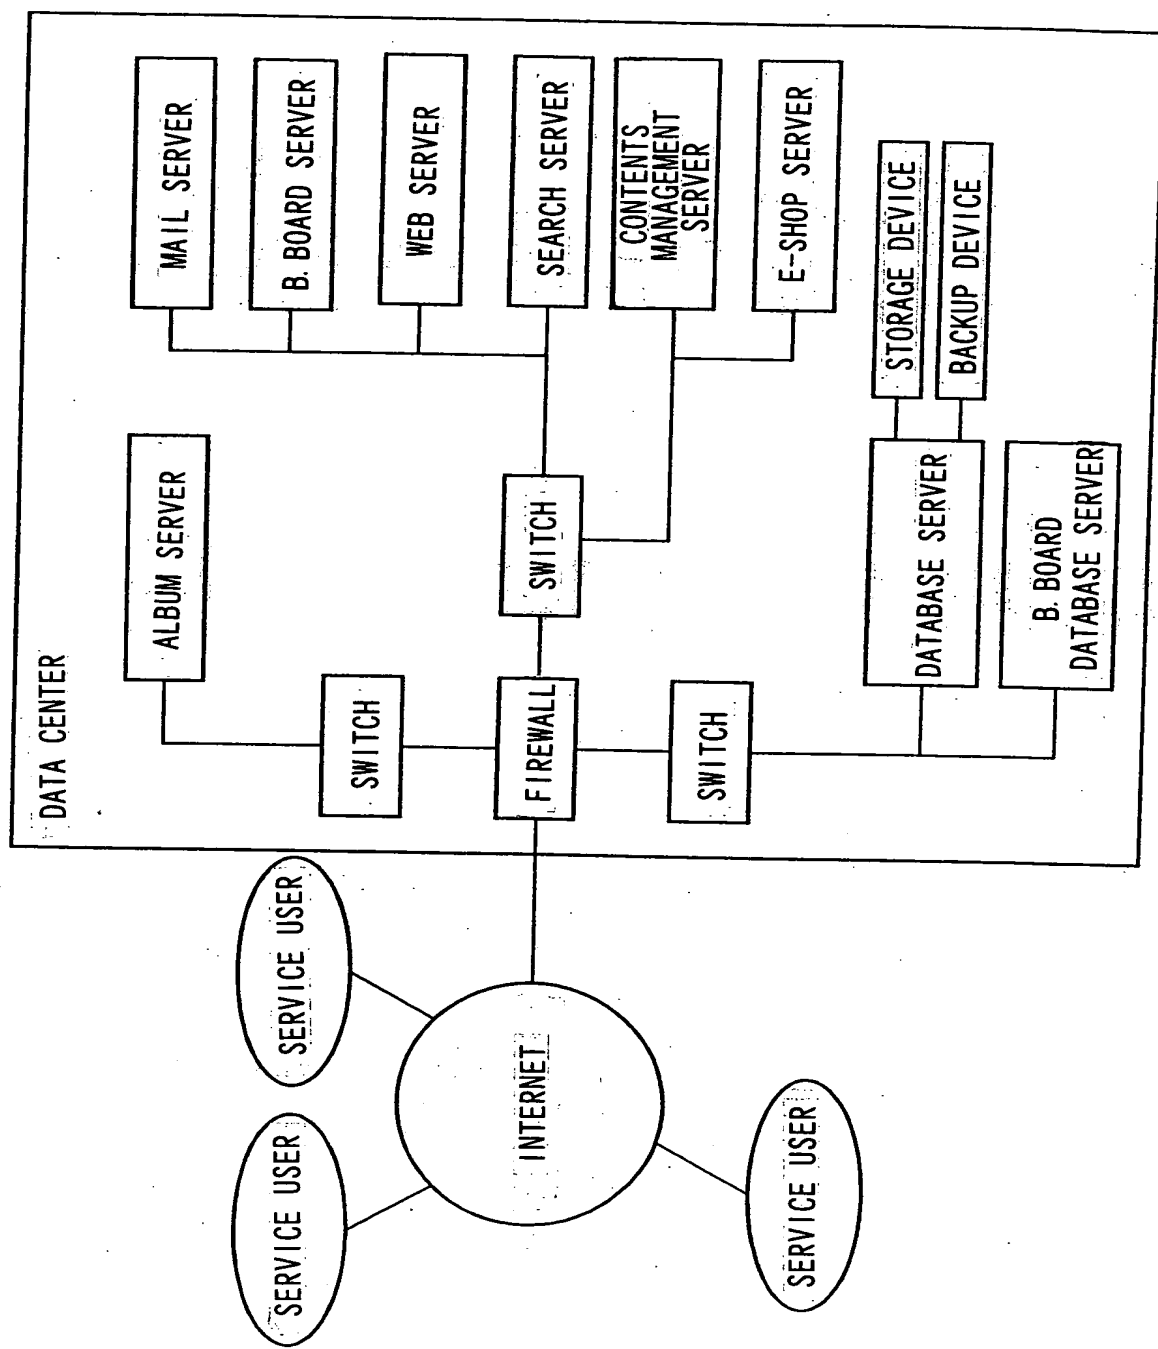 DATA CENTER
ALBUM SERVER
MAIL SERVER
B. BOARD SERVER
WEB SERVER
SEARCH SERVER
CONTENTS
MANAGEMENT
SERVER
E-SHOP SERVER
SWITCH
SWITCH
FIREWALL
SWITCH
STORAGE DEVICE
BACKUP DEVICE
DATABASE SERVER
B. BOARD
DATABASE SERVER
SERVICE USER
SERVICE USER
INTERNET
SERVICE USER